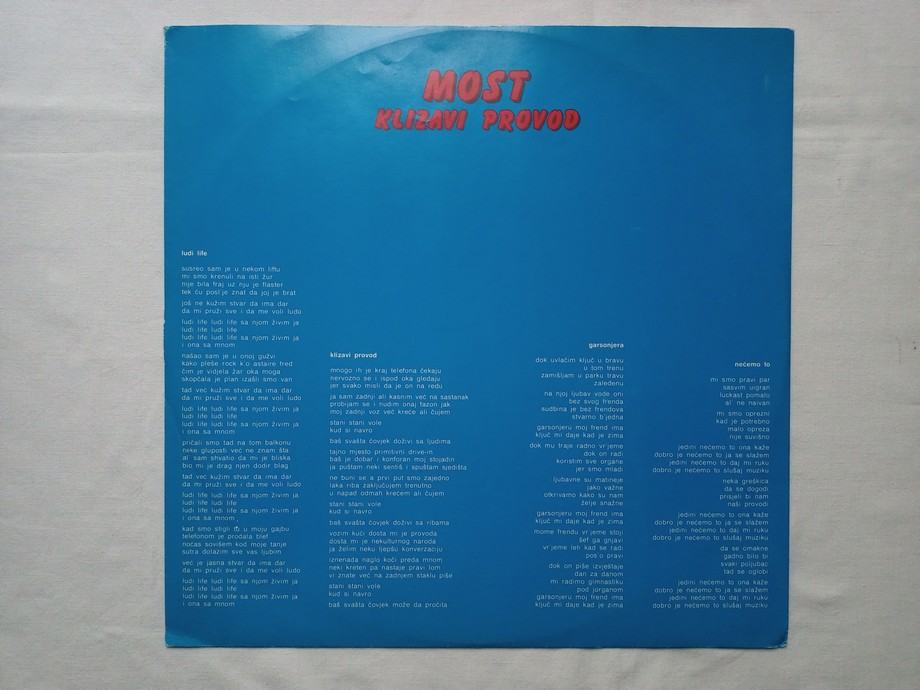 MOST
KLIZAVI PROVOD
ludi life
susreo sam je u nekom liftu
mi smo krenuli na isti žur
nije bila fraj uz nju je flaster
tek ću poslje znat da joj je brat
još ne kužim stvar da ima dar
da mi pruži sve i da me voli ludo
ludi life ludi life sa njom živim ja
ludi life ludi life
ludi life ludi life sa njom živim ja
i ona sa mnom
našao sam je u onoj gužvi
kako pleše rock k'o astaire fred
čim je vidjela žar oka moga
skopčala je plan izašli smo van
tad već kužim stvar da ima dar
da mi pruži sve i da me voli ludo
ludi life ludi life sa njom živim ja
ludi life ludi life
ludi life ludi life sa njom živim ja
i ona sa mnom
pričali smo tad na tom balkonu
neke gluposti već ne znam šta
al' sam shvatio da mi je bliska
bio mi je drag njen dodir blag
tad već kužim stvar da ima dar
da mi pruži sve i da me voli ludo
ludi life ludi life sa njom živim ja
ludi life ludi life
ludi life ludi life sa njom živim ja
i ona sa mnom
kad smo stigli u moju gajbu
telefonom je prodala blef
noćas sovišem kod moje tanje
sutra dolazim sve vas ljubim
već je jasna stvar da ima dar
da mi pruži sve i da me voli ludo
ludi life ludi life sa njom živim ja
ludi life ludi life
ludi life ludi life sa njom živim ja
i ona sa mnom
klizavi provod
mnogo ih je kraj telefona čekaju
nervozno se i ispod oka gledaju
jer svako misli da je on na redu
ja sam zadnji ali kasnim već na sastanak
probijam se i nudim onaj fazon jak
moj zadnji voz već kreće ali čujem
stani stani vole
kud si navro
baš svašta čovjek doživi sa ljudima
tajno mjesto primitivni drive-in
baš je dobar i konforan moj stojadin
ja puštam neki sentiš i spuštam sjedišta
ne buni se a prvi put smo zajedno
laka riba zaključujem trenutno
u napad odmah krećem ali čujem
stani stani vole
kud si navro
baš svašta čovjek doživi sa ribama
vozim kući dosta mi je provoda
dosta mi je nekulturnog naroda
ja želim neku ljepšu konverzaciju
iznenada naglo koči preda mnom
neki kreten pa nastaje pravi lom
vi znate već na zadnjem staklu piše
stani stani vole
kud si navro
baš svašta čovjek može da pročita
garsonjera
dok uvlačim ključ u bravu
u tom trenu
zamišljam u parku travu
zaleđenu
na njoj ljubav vode oni
bez svog frenda
sudbina je bez frendova
stvarno b'jedna
garsonjeru moj frend ima
ključ mi daje kad je zima
dok mu traje radno vr'jeme
dok on radi
koristim sve organe
jer smo mladi
ljubavne su matineje
jako važne
otkrivamo kako su nam
želje snažne
garsonjeru moj frend ima
ključ mi daje kad je zima
mome frendu vr'jeme stoji
šef ga gnjavi
vr'jeme leti kad se radi
pos'o pravi
dok on piše izvještaje
dan za danom
mi radimo gimnastiku
pod jorganom
garsonjeru moj frend ima
ključ mi daje kad je zima
nećemo to
mi smo pravi par
sasvim uigran
luckast pomalo
al' ne naivan
mi smo oprezni
kad je potrebno
malo opreza
nije suvišno
jedini nećemo to ona kaže
dobro je nećemo to ja se slažem
jedini nećemo to daj mi ruku
dobro je nećemo to slušaj muziku
neka greškica
da se dogodi
prisjeli bi nam
naši provodi
jedini nećemo to ona kaže
dobro je nećemo to ja se slažem
jedini nećemo to daj mi ruku
dobro je nećemo to slušaj muziku
da se omakne
gadno bilo bi
svaki poljubac
tad se oglobi
jedini nećemo to ona kaže
dobro je nećemo to ja se slažem
jedini nećemo to daj mi ruku
dobro je nećemo to slušaj muziku